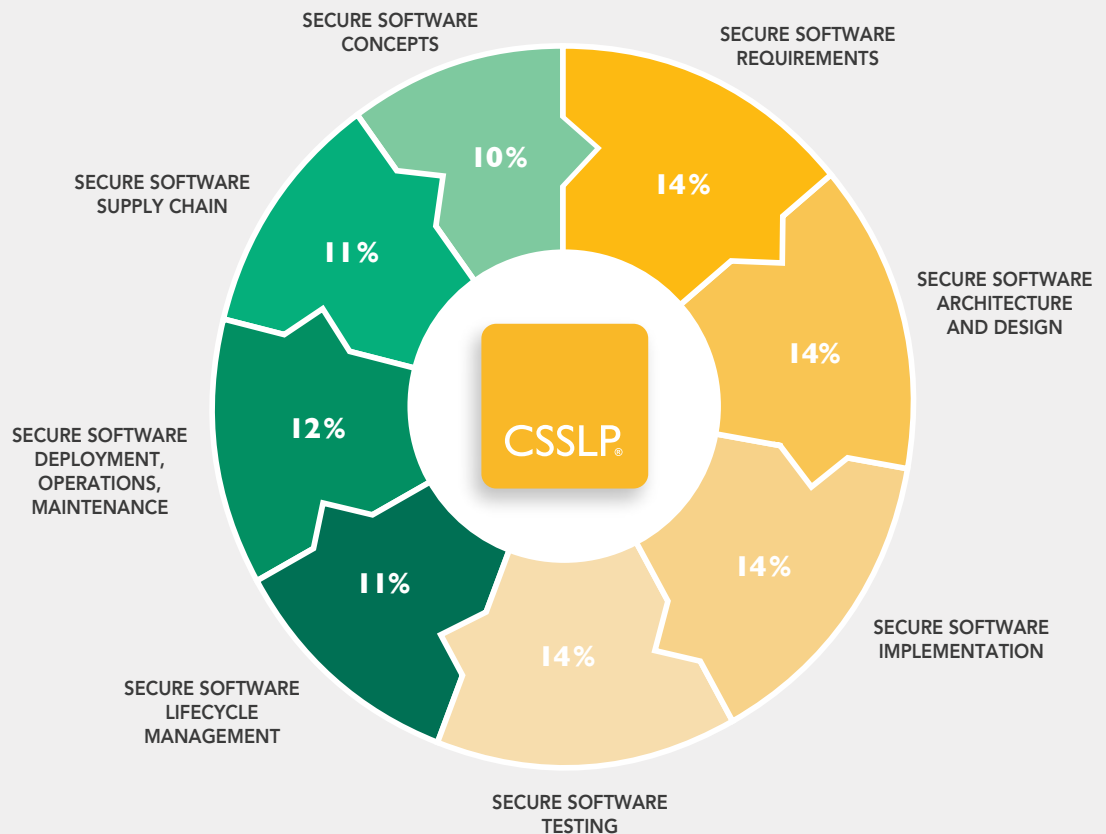 SECURE SOFTWARE
CONCEPTS
10%
SECURE SOFTWARE
REQUIREMENTS
14%
SECURE SOFTWARE
ARCHITECTURE
AND DESIGN
14%
SECURE SOFTWARE
IMPLEMENTATION
14%
SECURE SOFTWARE
TESTING
14%
SECURE SOFTWARE
LIFECYCLE
MANAGEMENT
11%
SECURE SOFTWARE
DEPLOYMENT,
OPERATIONS,
MAINTENANCE
12%
SECURE SOFTWARE
SUPPLY CHAIN
11%
CSSLP®